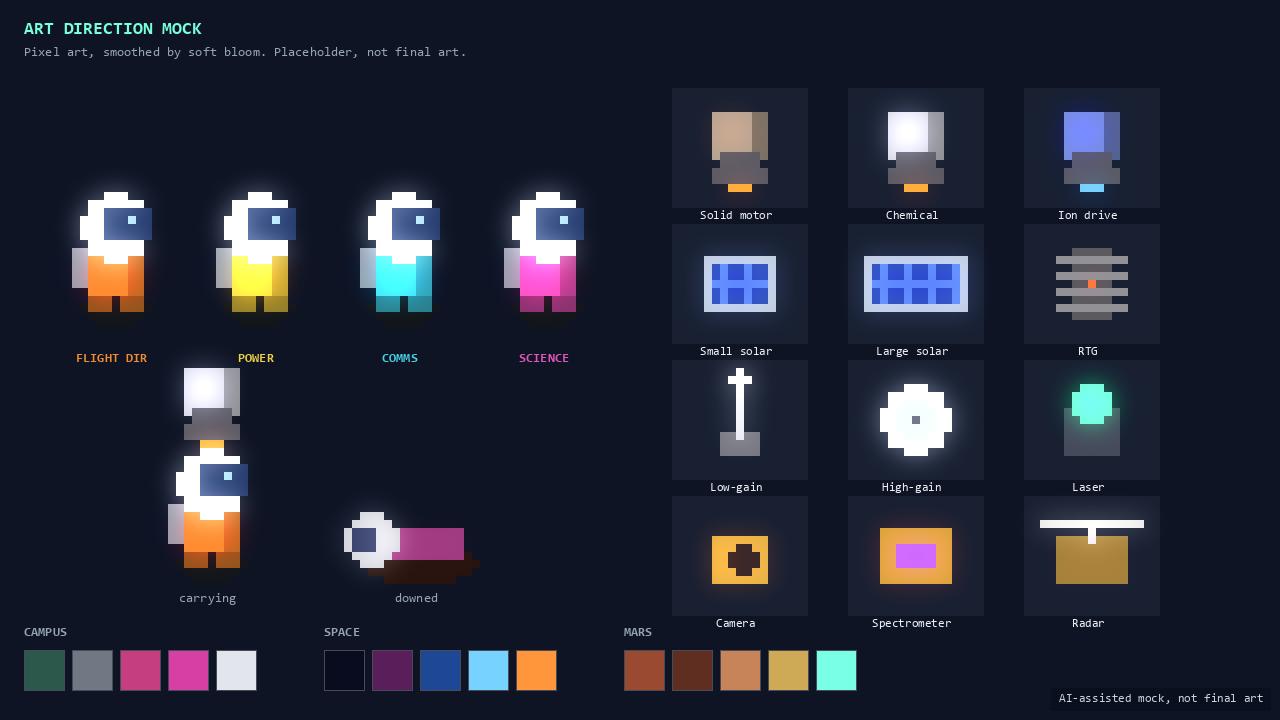 ART DIRECTION MOCK
Pixel art, smoothed by soft bloom. Placeholder, not final art.
Solid motor
Chemical
Ion drive
Small solar
Large solar
RTG
FLIGHT DIR
POWER
COMMS
SCIENCE
Low-gain
High-gain
Laser
carrying
downed
Camera
Spectrometer
Radar
CAMPUS
SPACE
MARS
AI-assisted mock, not final art